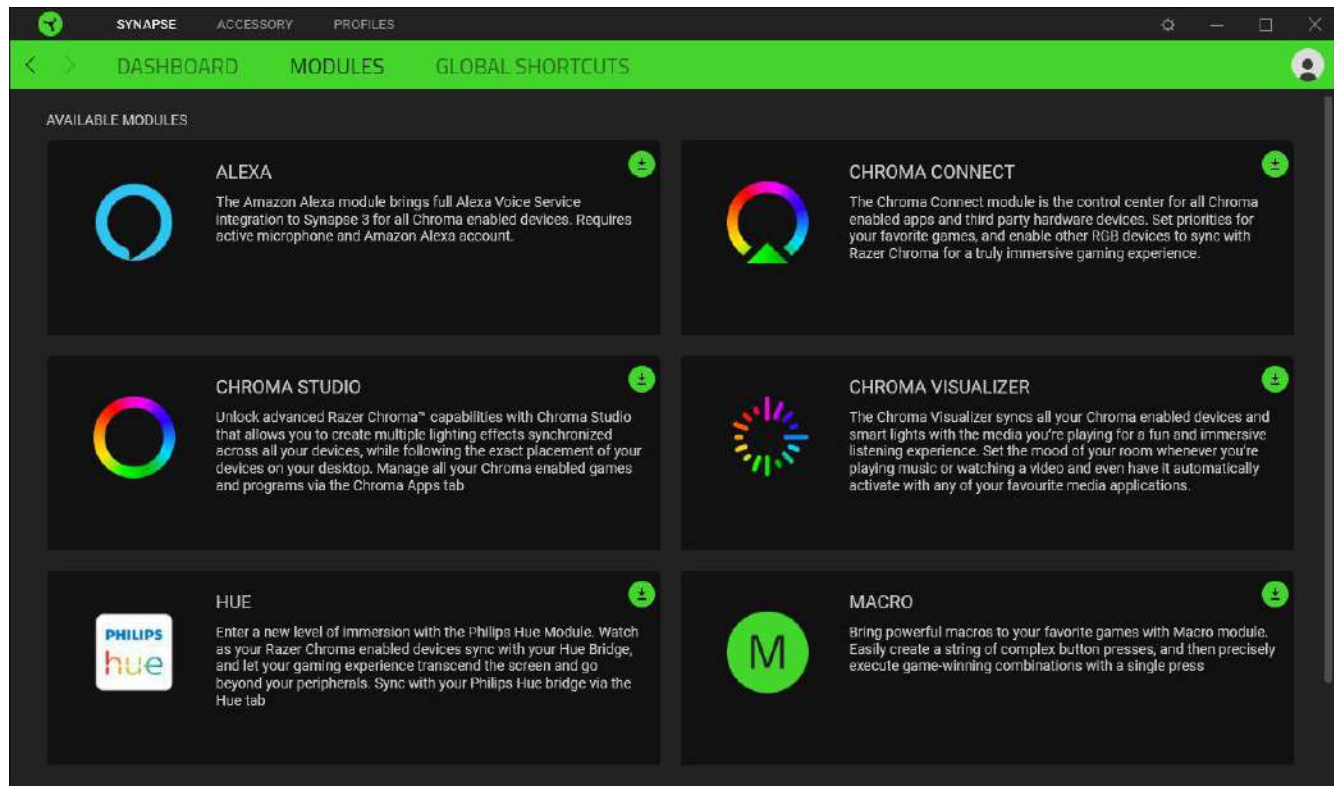 SYNAPSE ACCESSORY PROFILES
DASHBOARD MODULES GLOBAL SHORTCUTS
AVAILABLE MODULES
ALEXA
The Amazon Alexa module brings full Alexa Voice Service
integration to Synapse 3 for all Chroma enabled devices. Requires
active microphone and Amazon Alexa account.
CHROMA CONNECT
The Chroma Connect module is the control center for all Chroma
enabled apps and third party hardware devices. Set priorities for
your favorite games, and enable other RGB devices to sync with
Razer Chroma for a truly immersive gaming experience.
CHROMA STUDIO
Unlock advanced Razer Chroma™ capabilities with Chroma Studio
that allows you to create multiple lighting effects synchronized
across all your devices, while following the exact placement of your
devices on your desktop. Manage all your Chroma enabled games
and programs via the Chroma Apps tab
CHROMA VISUALIZER
The Chroma Visualizer syncs all your Chroma enabled devices and
smart lights with the media you're playing for a fun and immersive
listening experience. Set the mood of your room whenever you're
playing music or watching a video and even have it automatically
activate with any of your favourite media applications.
PHILIPS
hue
HUE
Enter a new level of immersion with the Philips Hue Module. Watch
as your Razer Chroma enabled devices sync with your Hue Bridge,
and let your gaming experience transcend the screen and go
beyond your peripherals. Sync with your Philips Hue bridge via the
Hue tab
M
MACRO
Bring powerful macros to your favorite games with Macro module.
Easily create a string of complex button presses, and then precisely
execute game-winning combinations with a single press